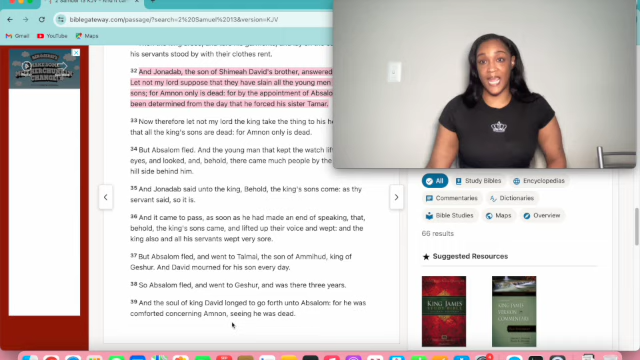 biblegateway.com/passage/?search=2%20Samuel%2013&version=KJV
Gmail YouTube Maps
his servants stood by with their clothes rent.
32 And Jonadab, the son of Shimeah David's brother, answered
Let not my lord suppose that they have slain all the young men
sons; for Amnon only is dead: for by the appointment of Absalo
been determined from the day that he forced his sister Tamar.
33 Now therefore let not my lord the king take the thing to his he
that all the king's sons are dead: for Amnon only is dead.
34 But Absalom fled. And the young man that kept the watch lif
eyes, and looked, and, behold, there came much people by the
hill side behind him.
35 And Jonadab said unto the king, Behold, the king's sons come: as thy
servant said, so it is.
36 And it came to pass, as soon as he had made an end of speaking, that,
behold, the king's sons came, and lifted up their voice and wept: and the
king also and all his servants wept very sore.
37 But Absalom fled, and went to Talmai, the son of Ammihud, king of
Geshur. And David mourned for his son every day.
38 So Absalom fled, and went to Geshur, and was there three years.
39 And the soul of king David longed to go forth unto Absalom: for he was
comforted concerning Amnon, seeing he was dead.
All Study Bibles Encyclopedias
Commentaries Dictionaries
Bible Studies Maps Overview
66 results
Suggested Resources
KING JAMES